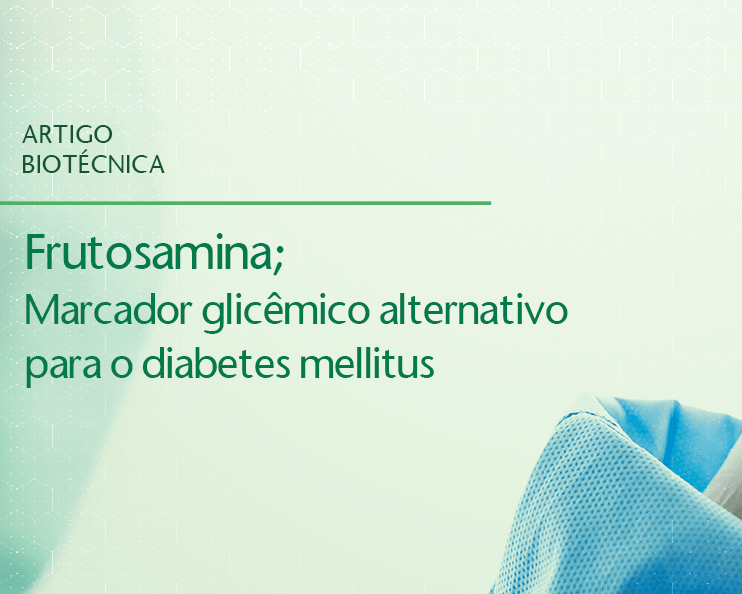 ARTIGO
BIOTÉCNICA
Frutosamina;
Marcador glicêmico alternativo
para o diabetes mellitus